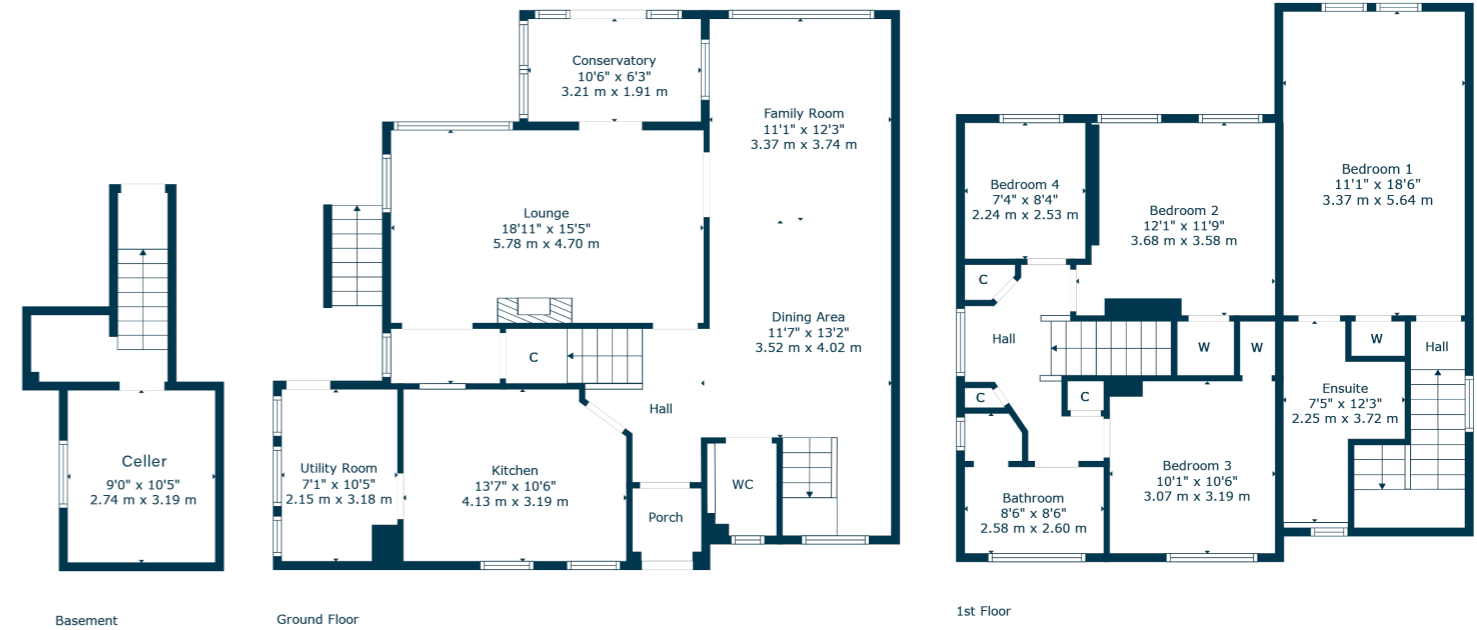 Celler
9'0" x 10'5"
2.74 m x 3.19 m
Basement
Conservatory
10'6" x 6'3"
3.21 m x 1.91 m
Family Room
11'1" x 12'3"
3.37 m x 3.74 m
Lounge
18'11" x 15'5"
5.78 m x 4.70 m
Dining Area
11'7" x 13'2"
3.52 m x 4.02 m
C
Hall
Utility Room
7'1" x 10'5"
2.15 m x 3.18 m
Kitchen
13'7" x 10'6"
4.13 m x 3.19 m
WC
Porch
Ground Floor
Bedroom 1
11'1" x 18'6"
3.37 m x 5.64 m
Bedroom 4
7'4" x 8'4"
2.24 m x 2.53 m
Bedroom 2
12'1" x 11'9"
3.68 m x 3.58 m
C
Hall
W
W
W
Hall
Ensuite
7'5" x 12'3"
2.25 m x 3.72 m
C
C
Bedroom 3
10'1" x 10'6"
3.07 m x 3.19 m
Bathroom
8'6" x 8'6"
2.58 m x 2.60 m
1st Floor